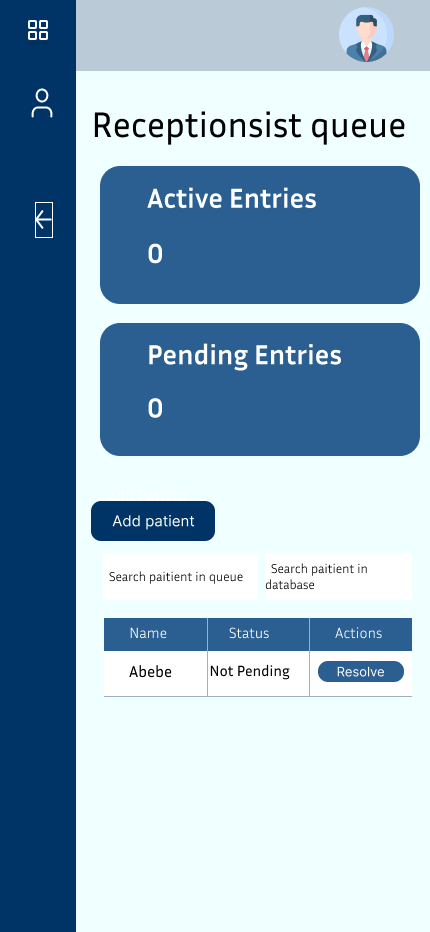 Receptionsist queue
Active Entries
0
Pending Entries
0
Add patient
Search paitient in queue
Search paitient in
database
Name Status Actions
Abebe Not Pending Resolve